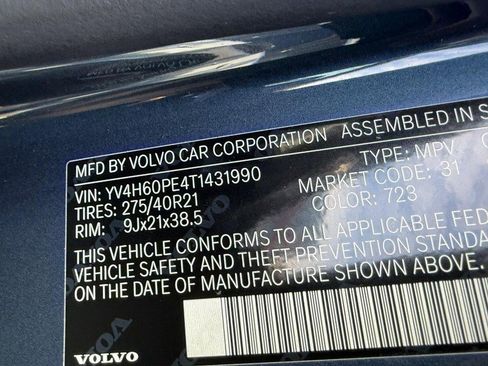 MFD BY VOLVO CAR CORPORATION ASSEMBLED IN S
VIN: YV4H60PE4T1431990 TYPE: MPV
TIRES: 275/40R21 MARKET: 31
RIM: 9Jx21x38.5 COLOR: 723
THIS VEHICLE CONFORMS TO ALL APPLICABLE FED
VEHICLE SAFETY AND THEFT PREVENTION STANDA
ON THE DATE OF MANUFACTURE SHOWN ABOVE.
VOLVO